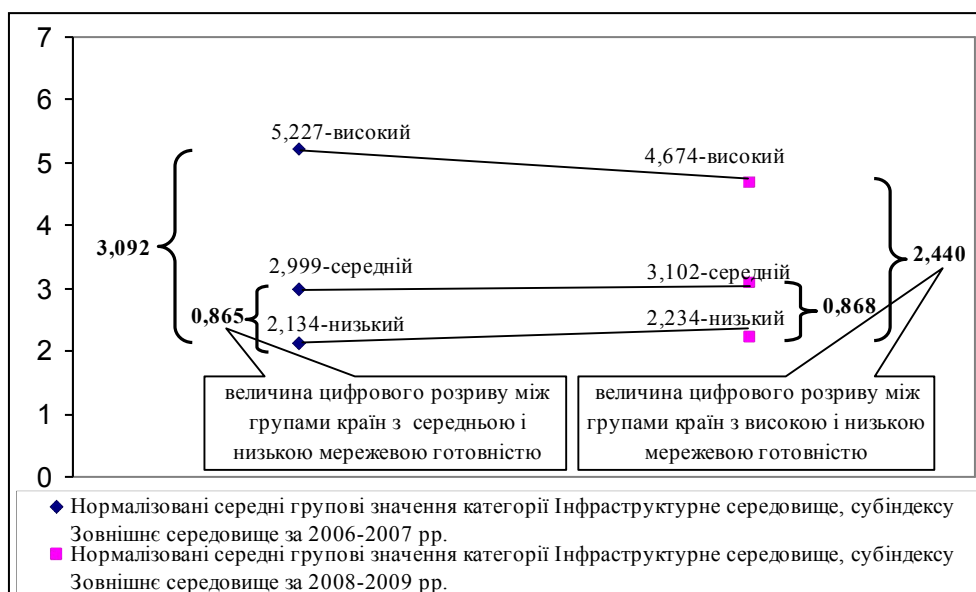 7
6
5,227-високий
5
4,674-високий
4
3,092
2,440
2,999-середній
3,102-середній
3
0,865
0,868
2,134-низький
2,234-низький
2
величина цифрового розриву між
групами країн з середньою і
низькою мережевою готовністю
величина цифрового розриву між
групами країн з високою і низькою
мережевою готовністю
1
0
Нормалізовані середні групові значення категорії Інфраструктурне середовище, субіндексу
Зовнішнє середовище за 2006-2007 рр.
Нормалізовані середні групові значення категорії Інфраструктурне середовище, субіндексу
Зовнішнє середовище за 2008-2009 рр.